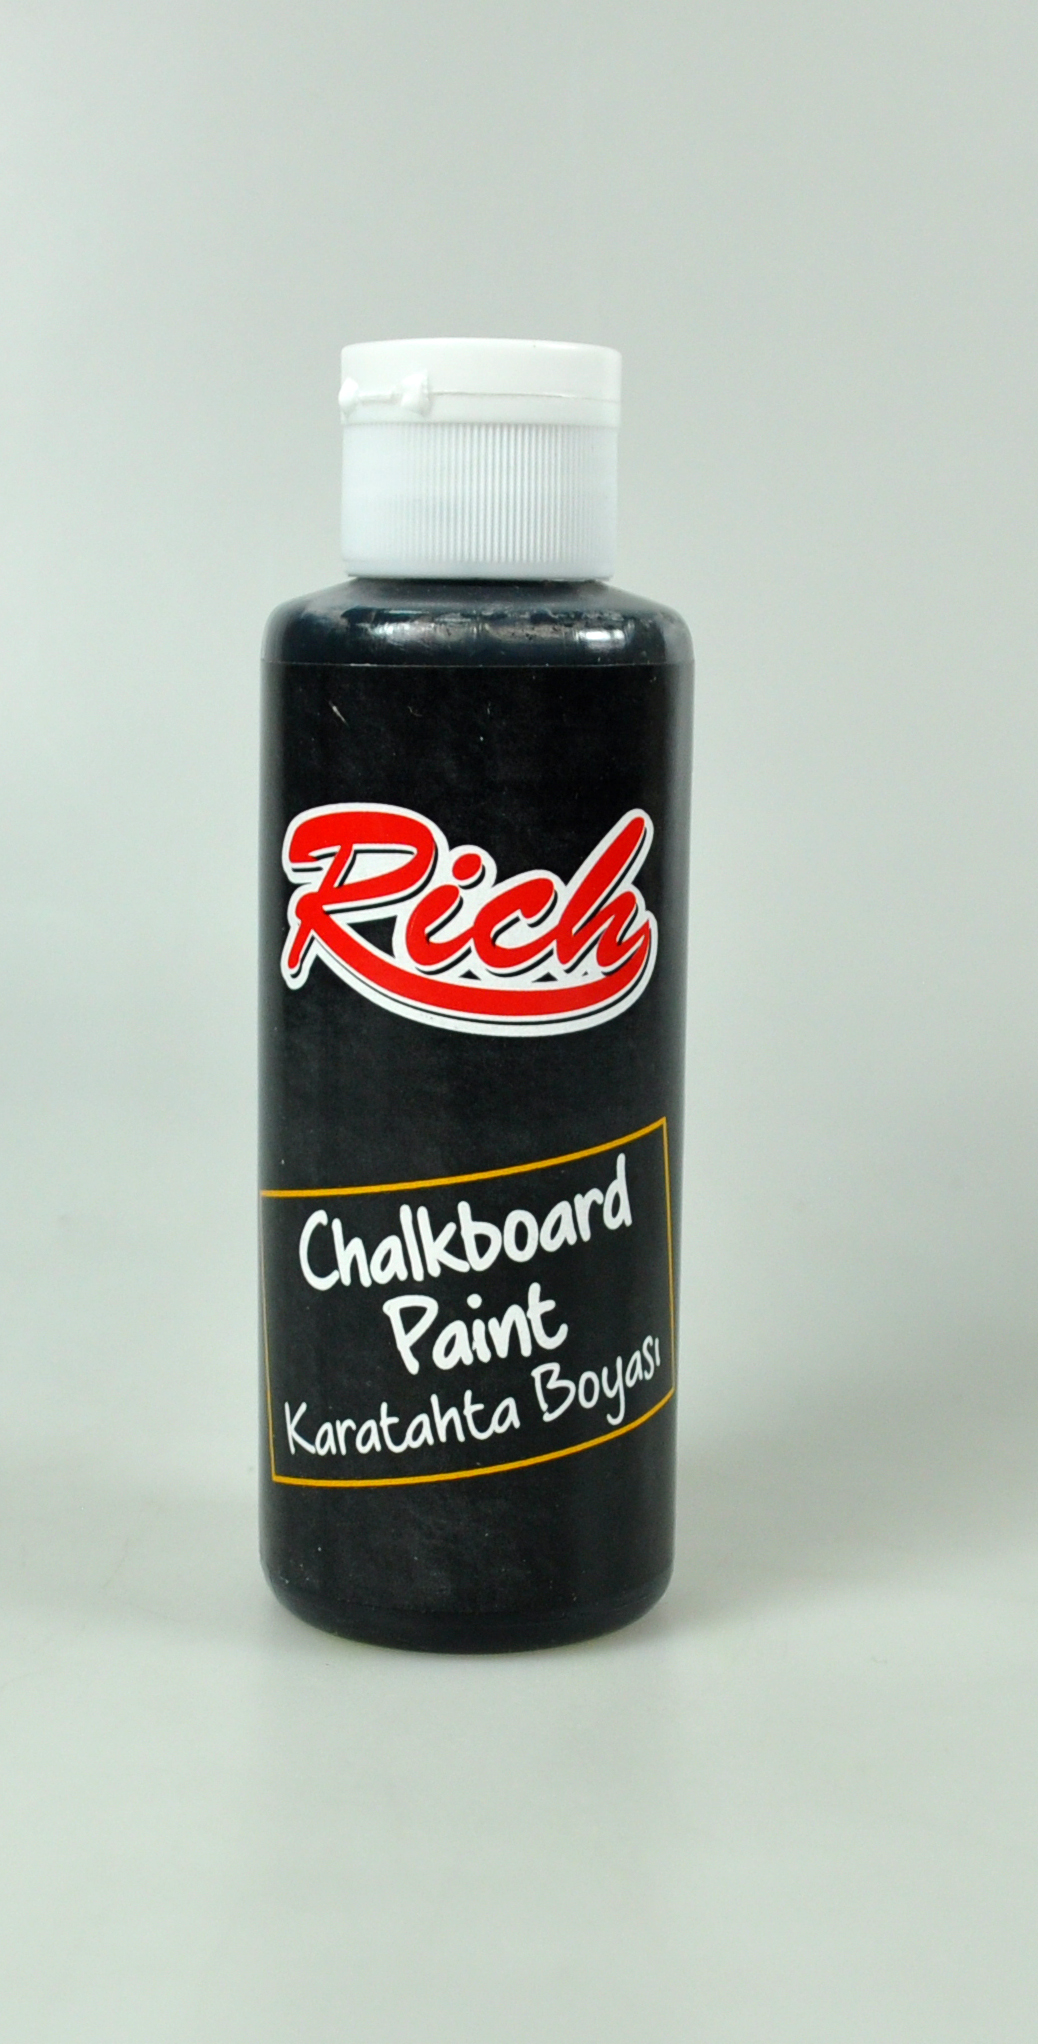 Rich
Chalkboard
Paint
Karatahta Boyası